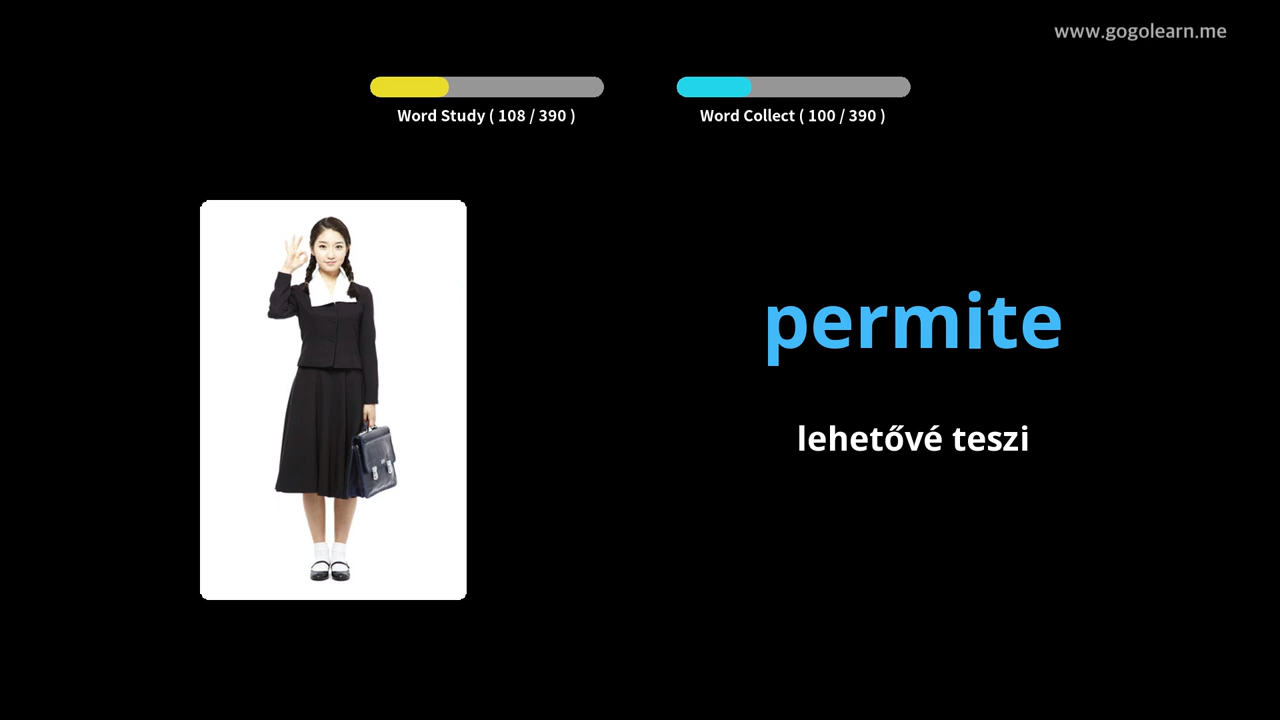 www.gogolearn.me
Word Study ( 108 / 390 )
Word Collect ( 100 / 390 )
permite
lehetővé teszi